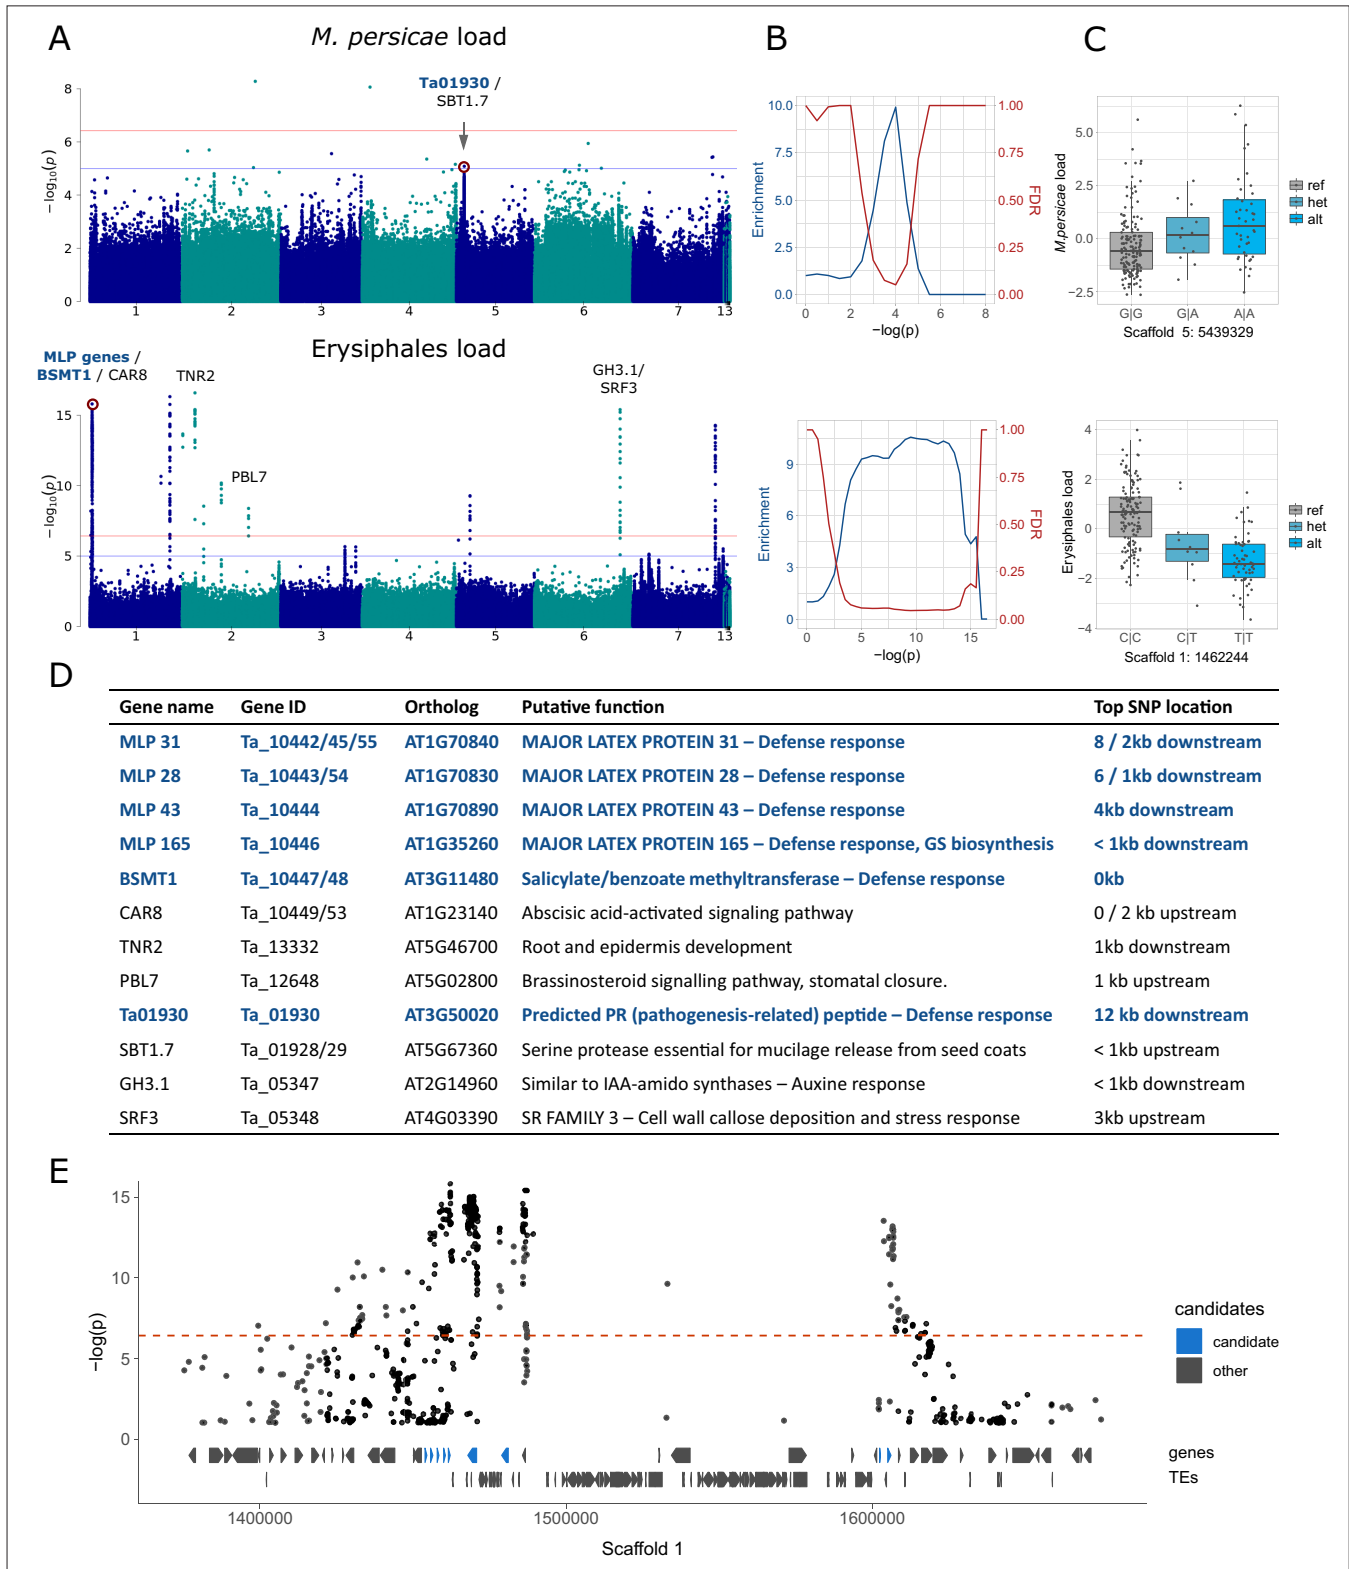 A
M. persicae load
Ta01930 /
SBT1.7
8
6
4
2
0
−log10(p)
1
2
3
4
5
6
7
13
B
10.0
7.5
5.0
2.5
0.0
Enrichment
1.00
0.75
0.50
0.25
0.00
FDR
0
2
4
6
8
−log(p)
C
5.0
2.5
0.0
−2.5
M.persicae load
G|G
G|A
A|A
Scaffold 5: 5439329
ref
het
alt
Erysiphales load
MLP genes /
BSMT1 / CAR8
TNR2
PBL7
GH3.1/
SRF3
15
10
5
0
−log10(p)
1
2
3
4
5
6
7
13
9
6
3
0
Enrichment
1.00
0.75
0.50
0.25
0.00
FDR
0
5
10
15
−log(p)
4
2
0
−2
−4
Erysiphales load
C|C
C|T
T|T
Scaffold 1: 1462244
ref
het
alt
D
Gene name Gene ID Ortholog Putative function Top SNP location
MLP 31 Ta_10442/45/55 AT1G70840 MAJOR LATEX PROTEIN 31 – Defense response 8 / 2kb downstream
MLP 28 Ta_10443/54 AT1G70830 MAJOR LATEX PROTEIN 28 – Defense response 6 / 1kb downstream
MLP 43 Ta_10444 AT1G70890 MAJOR LATEX PROTEIN 43 – Defense response 4kb downstream
MLP 165 Ta_10446 AT1G35260 MAJOR LATEX PROTEIN 165 – Defense response, GS biosynthesis < 1kb downstream
BSMT1 Ta_10447/48 AT3G11480 Salicylate/benzoate methyltransferase – Defense response 0kb
CAR8 Ta_10449/53 AT1G23140 Abscisic acid-activated signaling pathway 0 / 2 kb upstream
TNR2 Ta_13332 AT5G46700 Root and epidermis development 1kb downstream
PBL7 Ta_12648 AT5G02800 Brassinosteroid signalling pathway, stomatal closure. 1 kb upstream
Ta01930 Ta_01930 AT3G50020 Predicted PR (pathogenesis-related) peptide – Defense response 12 kb downstream
SBT1.7 Ta_01928/29 AT5G67360 Serine protease essential for mucilage release from seed coats < 1kb upstream
GH3.1 Ta_05347 AT2G14960 Similar to IAA-amido synthases – Auxine response < 1kb downstream
SRF3 Ta_05348 AT4G03390 SR FAMILY 3 – Cell wall callose deposition and stress response 3kb upstream
E
15
10
5
0
−log(p)
candidates
candidate
other
genes
TEs
1400000
1500000
1600000
Scaffold 1